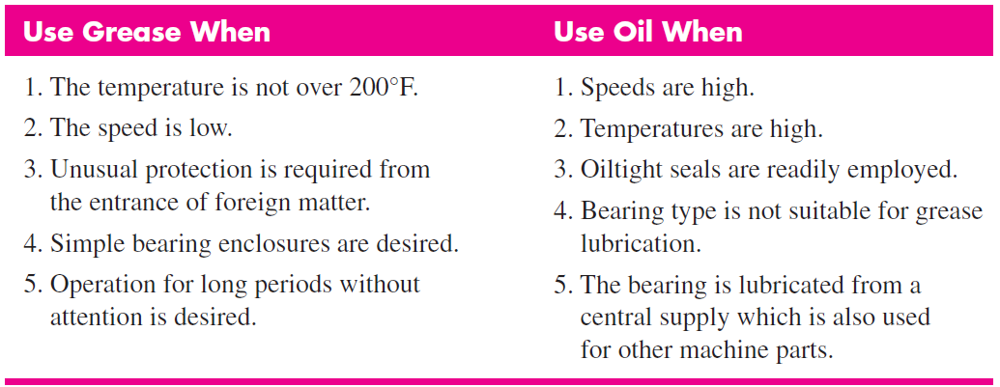 Use Grease When
1. The temperature is not over 200°F.
2. The speed is low.
3. Unusual protection is required from
the entrance of foreign matter.
4. Simple bearing enclosures are desired.
5. Operation for long periods without
attention is desired.
Use Oil When
1. Speeds are high.
2. Temperatures are high.
3. Oiltight seals are readily employed.
4. Bearing type is not suitable for grease
lubrication.
5. The bearing is lubricated from a
central supply which is also used
for other machine parts.